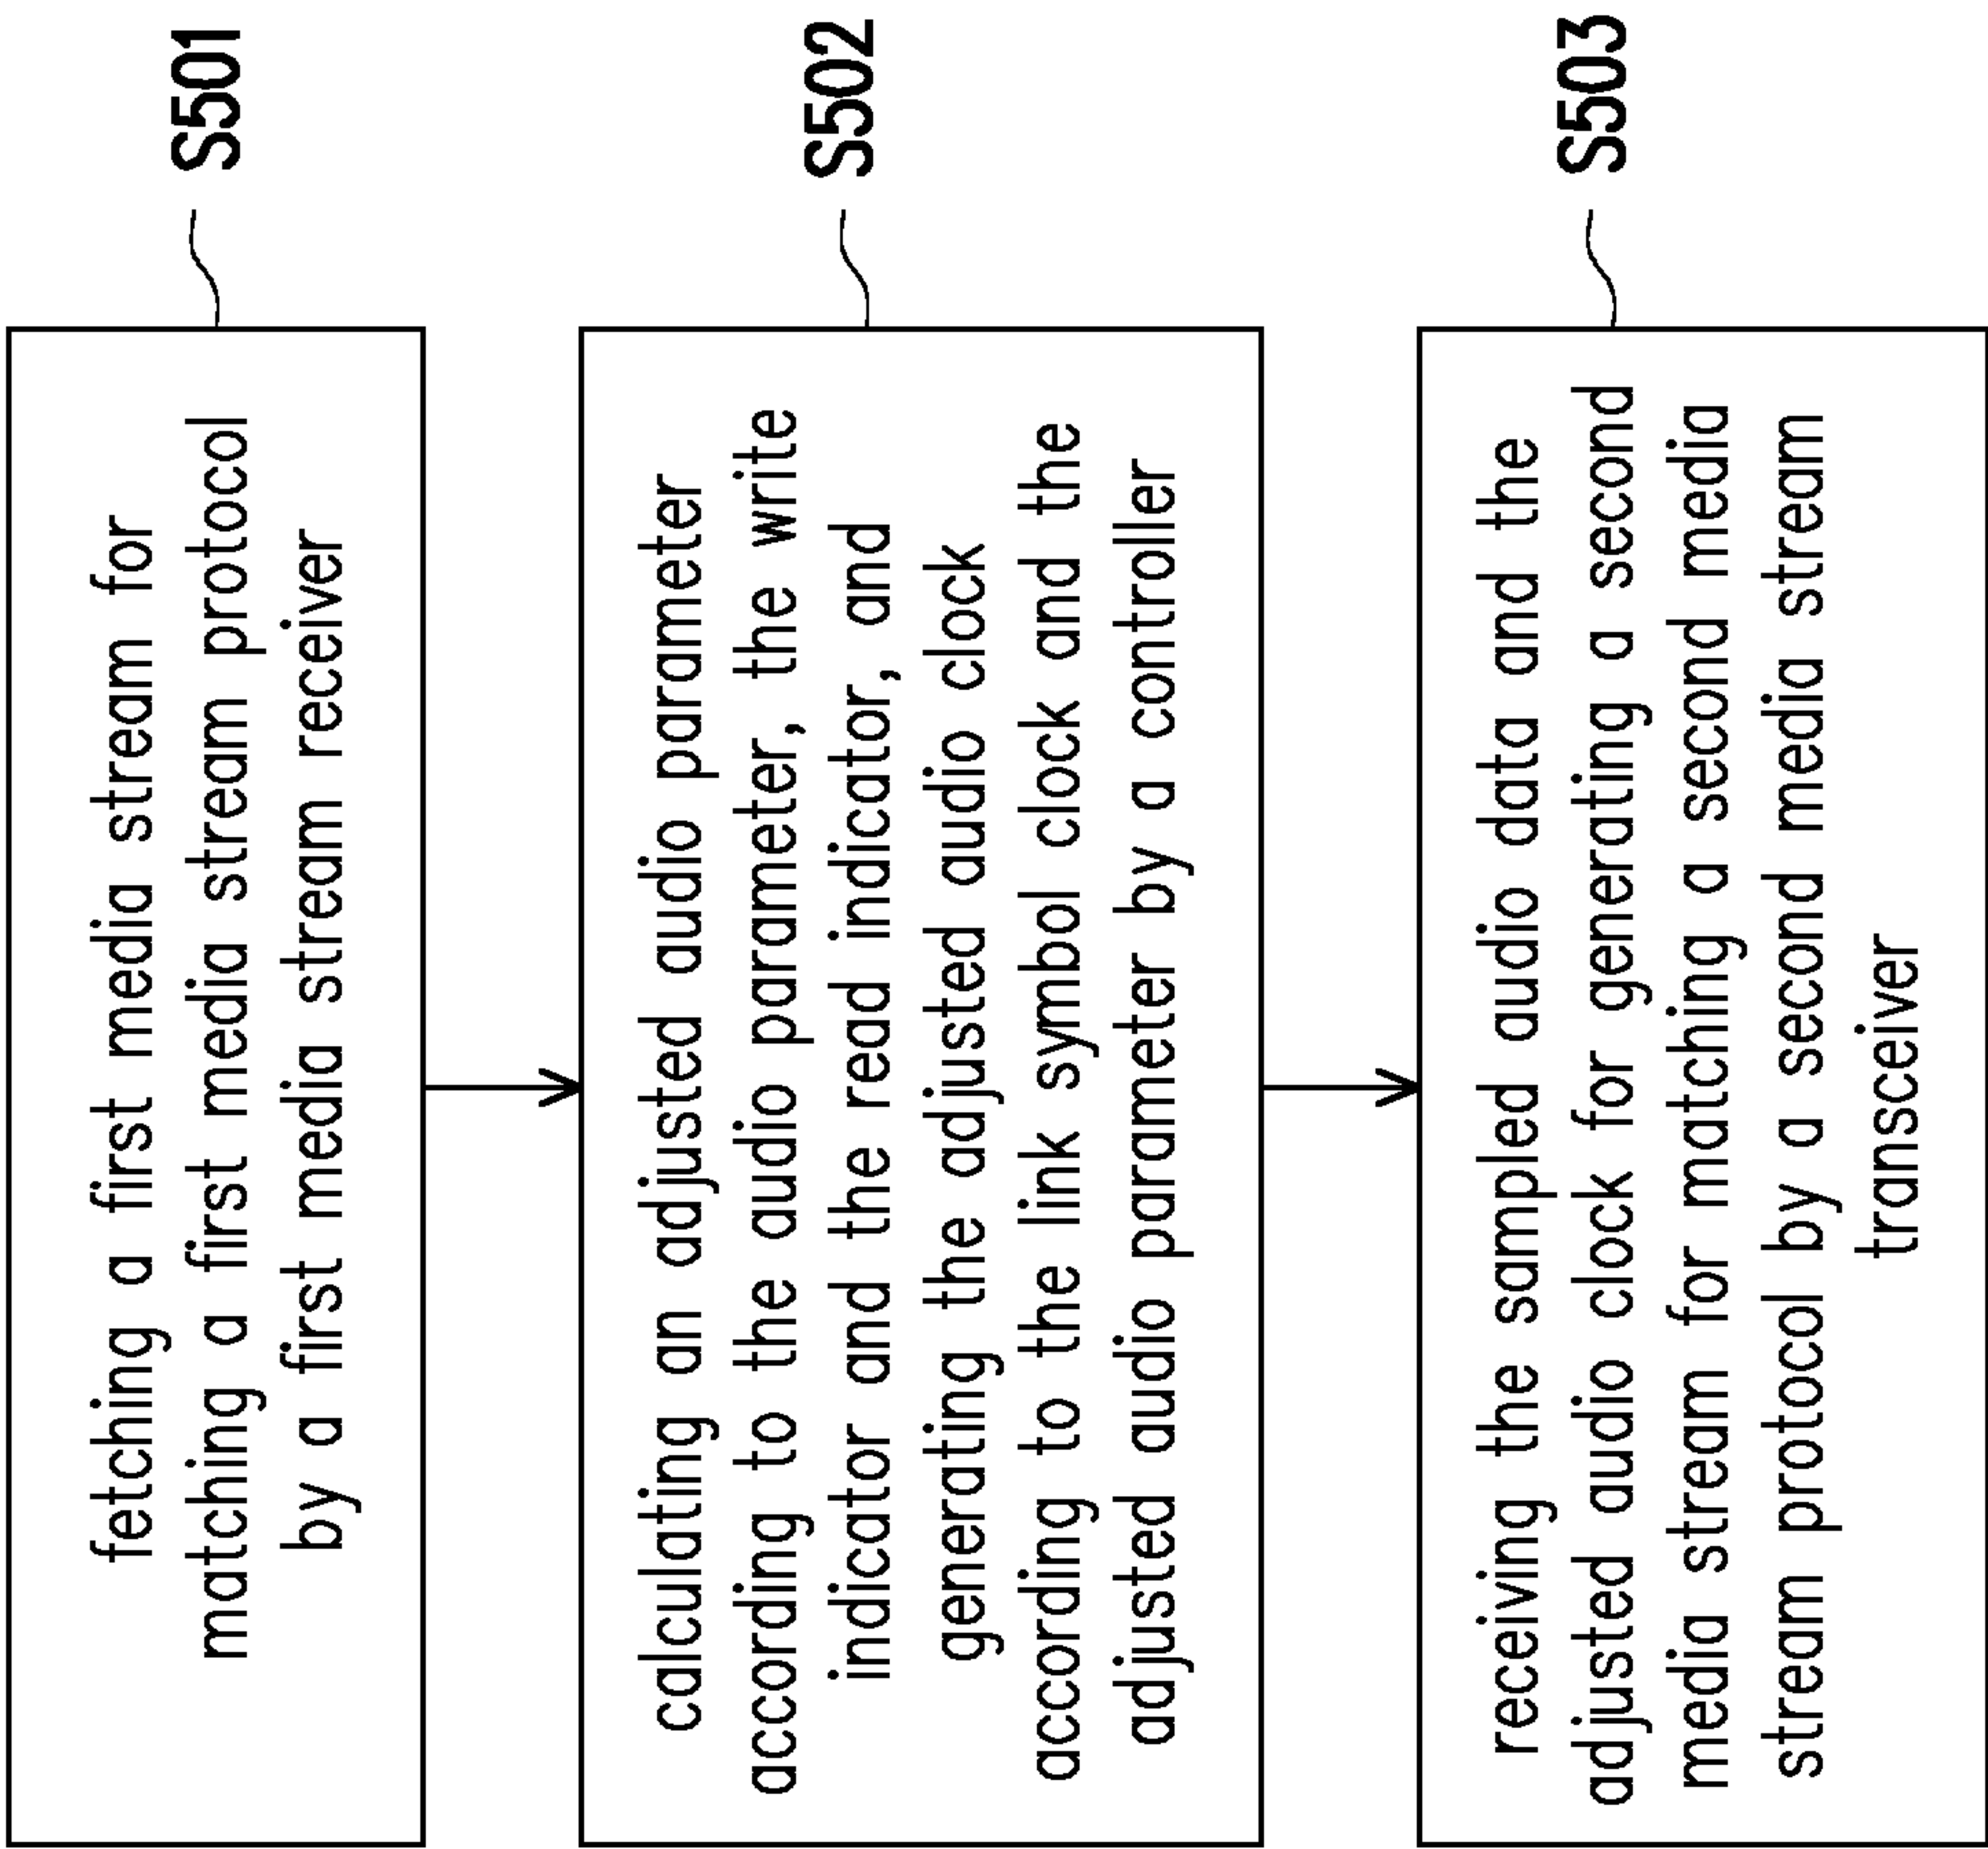 fetching a first media stream for
matching a first media stream protocol
by a first media stream receiver
S501
calculating an adjusted audio parameter
according to the audio parameter, the write
indicator and the read indicator, and
generating the adjusted audio clock
according to the link symbol clock and the
adjusted audio parameter by a controller
S502
receiving the sampled audio data and the
adjusted audio clock for generating a second
media stream for matching a second media
stream protocol by a second media stream
transceiver
S503